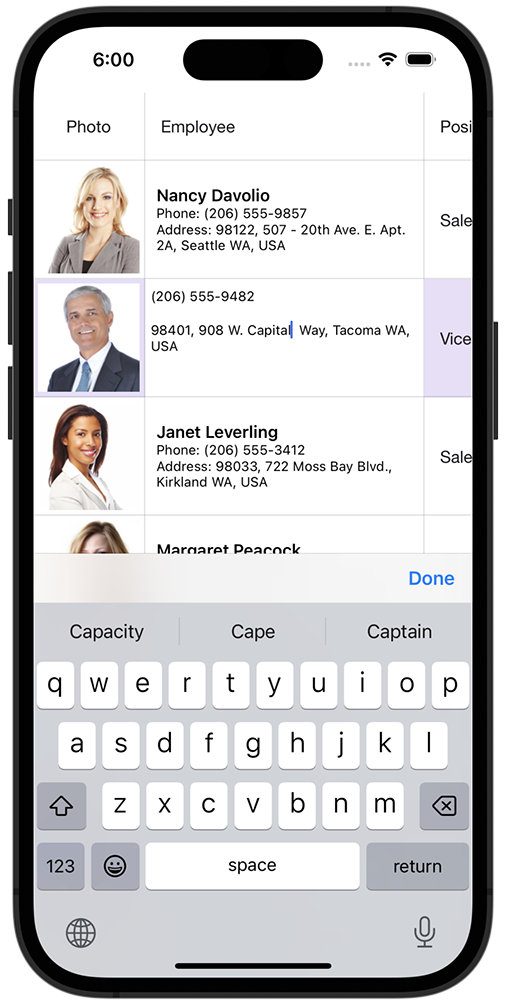 6:00
Photo Employee Posi
Nancy Davolio
Phone: (206) 555-9857
Address: 98122, 507 - 20th Ave. E. Apt.
2A, Seattle WA, USA
Sale
(206) 555-9482
98401, 908 W. Capital Way, Tacoma WA,
USA
Vice
Janet Leverling
Phone: (206) 555-3412
Address: 98033, 722 Moss Bay Blvd.,
Kirkland WA, USA
Sale
Margaret Peacock
Done
Capacity Cape Captain
q w e r t y u i o p
a s d f g h j k l
z x c v b n m
123 space return